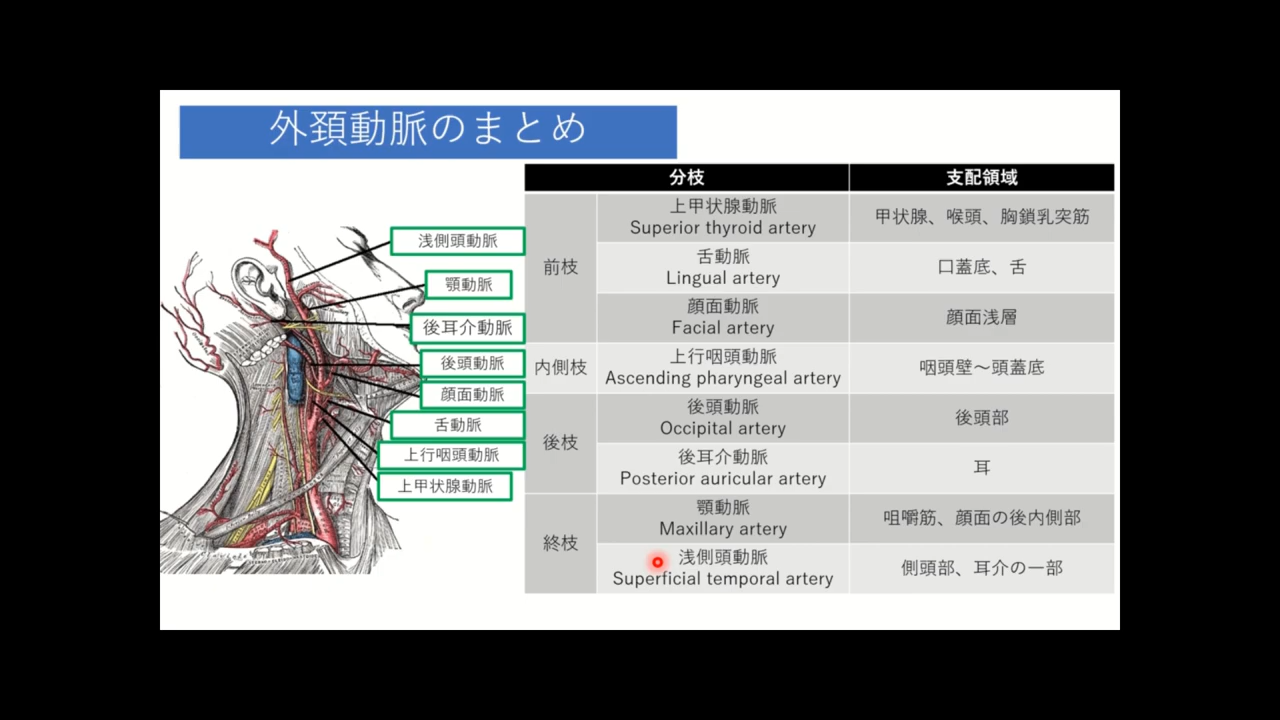 外頚動脈のまとめ
浅側頭動脈
顎動脈
後耳介動脈
後頭動脈
顔面動脈
舌動脈
上行咽頭動脈
上甲状腺動脈
分枝
支配領域
前枝
上甲状腺動脈
Superior thyroid artery
甲状腺、喉頭、胸鎖乳突筋
舌動脈
Lingual artery
口蓋底、舌
顔面動脈
Facial artery
顔面浅層
内側枝
上行咽頭動脈
Ascending pharyngeal artery
咽頭壁～頭蓋底
後枝
後頭動脈
Occipital artery
後頭部
後耳介動脈
Posterior auricular artery
耳
終枝
顎動脈
Maxillary artery
咀嚼筋、顔面の後内側部
浅側頭動脈
Superficial temporal artery
側頭部、耳介の一部